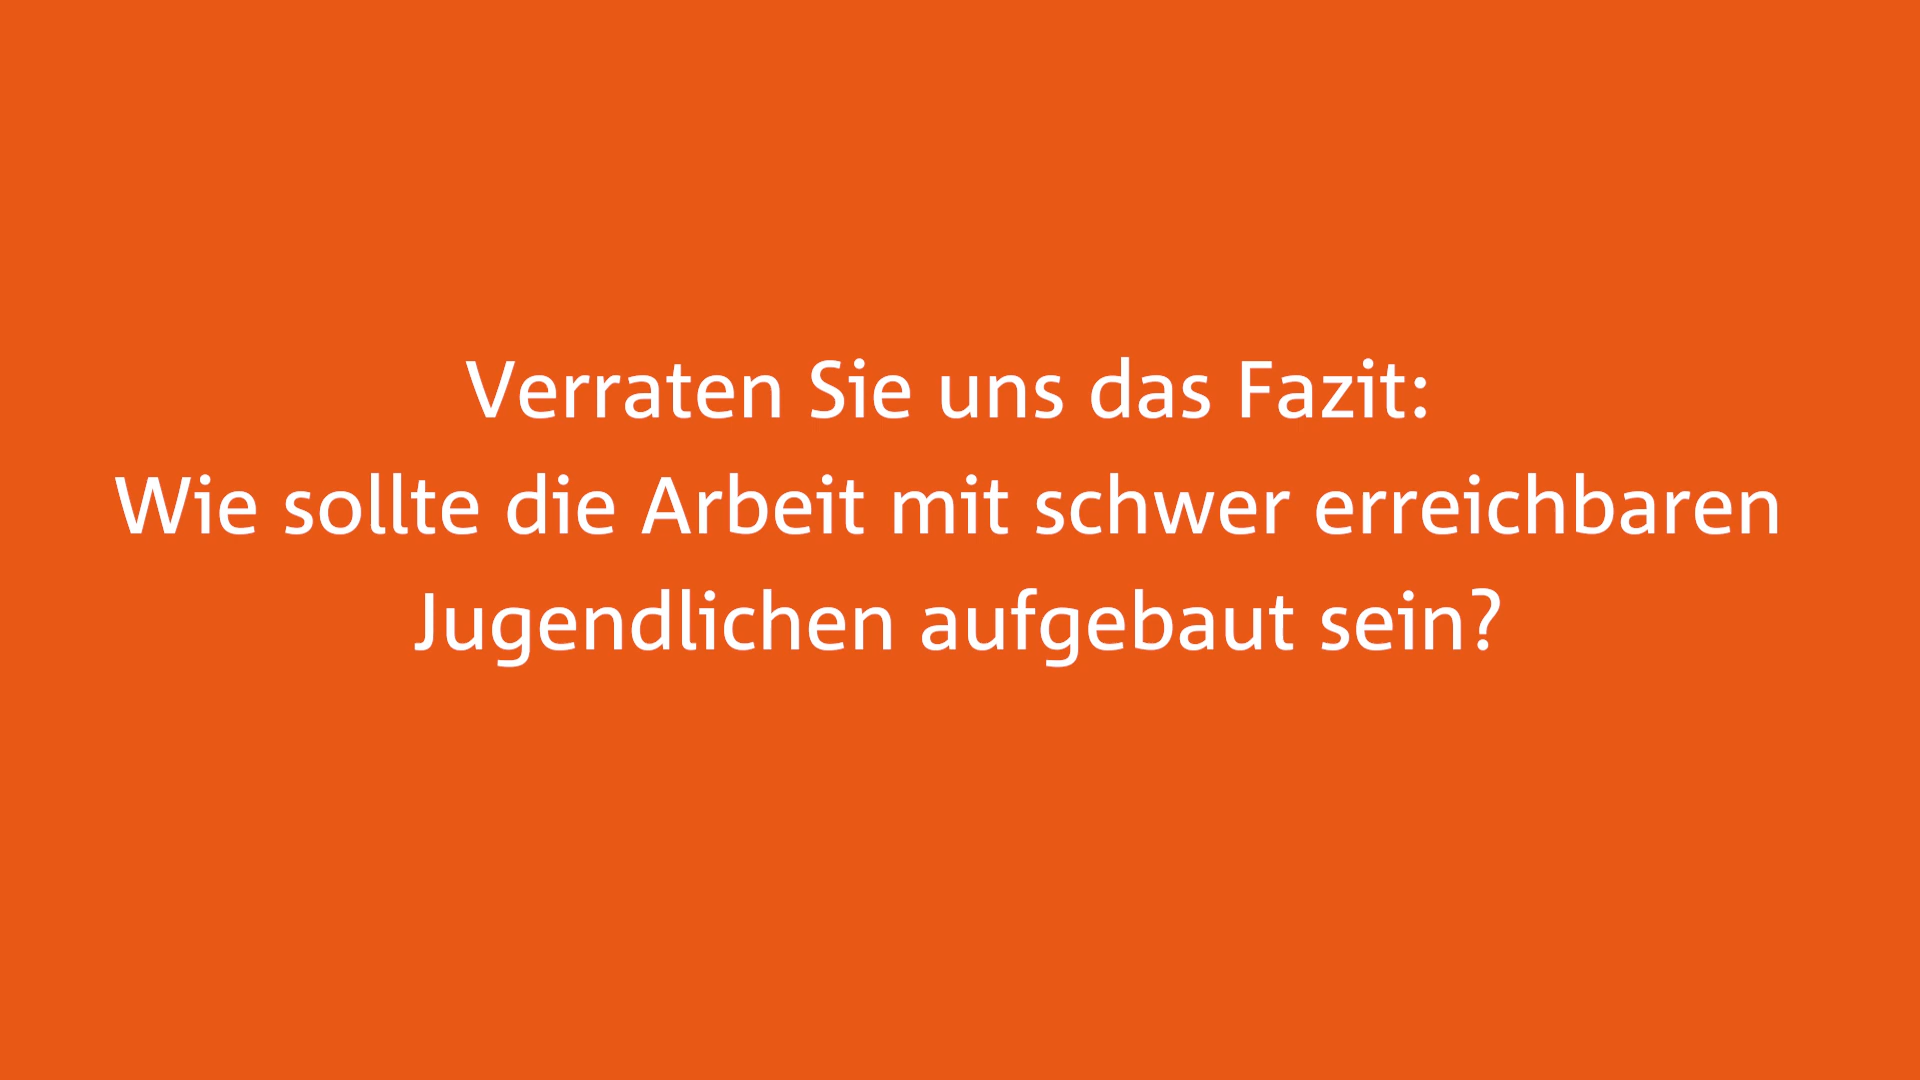 Verraten Sie uns das Fazit:
Wie sollte die Arbeit mit schwer erreichbaren
Jugendlichen aufgebaut sein?